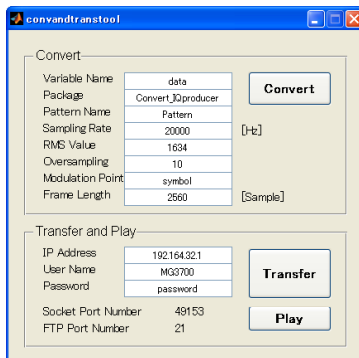 convandtranstool
Convert
Variable Name data
Package Convert_IQproducer
Pattern Name Pattern
Sampling Rate 20000 [Hz]
RMS Value 1634
Oversampling 10
Modulation Point symbol
Frame Length 2560 [Sample]
Convert
Transfer and Play
IP Address 192.164.32.1
User Name MG3700
Password password
Transfer
Socket Port Number 49153
FTP Port Number 21
Play